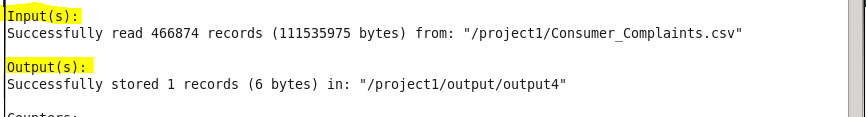 Input(s):
Successfully read 466874 records (111535975 bytes) from: "/project1/Consumer_Complaints.csv"
Output(s):
Successfully stored 1 records (6 bytes) in: "/project1/output/output4"
Counters: